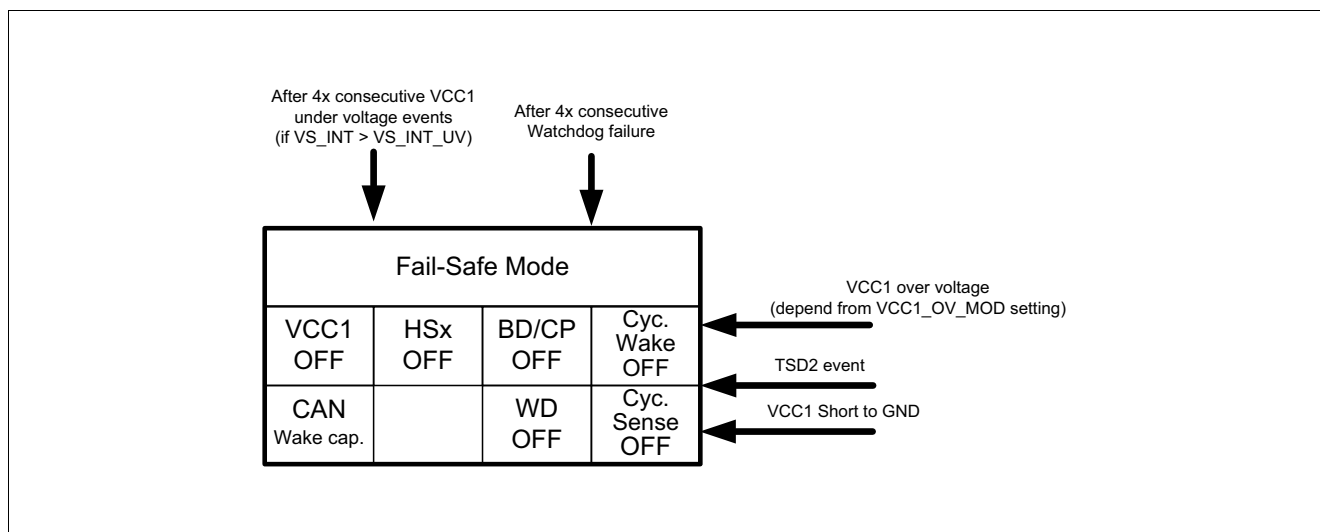 After 4x consecutive VCC1
under voltage events
(if VS_INT > VS_INT_UV)
After 4x consecutive
Watchdog failure
Fail-Safe Mode
VCC1
OFF
HSx
OFF
BD/CP
OFF
Cyc.
Wake
OFF
CAN
Wake cap.
WD
OFF
Cyc.
Sense
OFF
VCC1 over voltage
(depend from VCC1_OV_MOD setting)
TSD2 event
VCC1 Short to GND